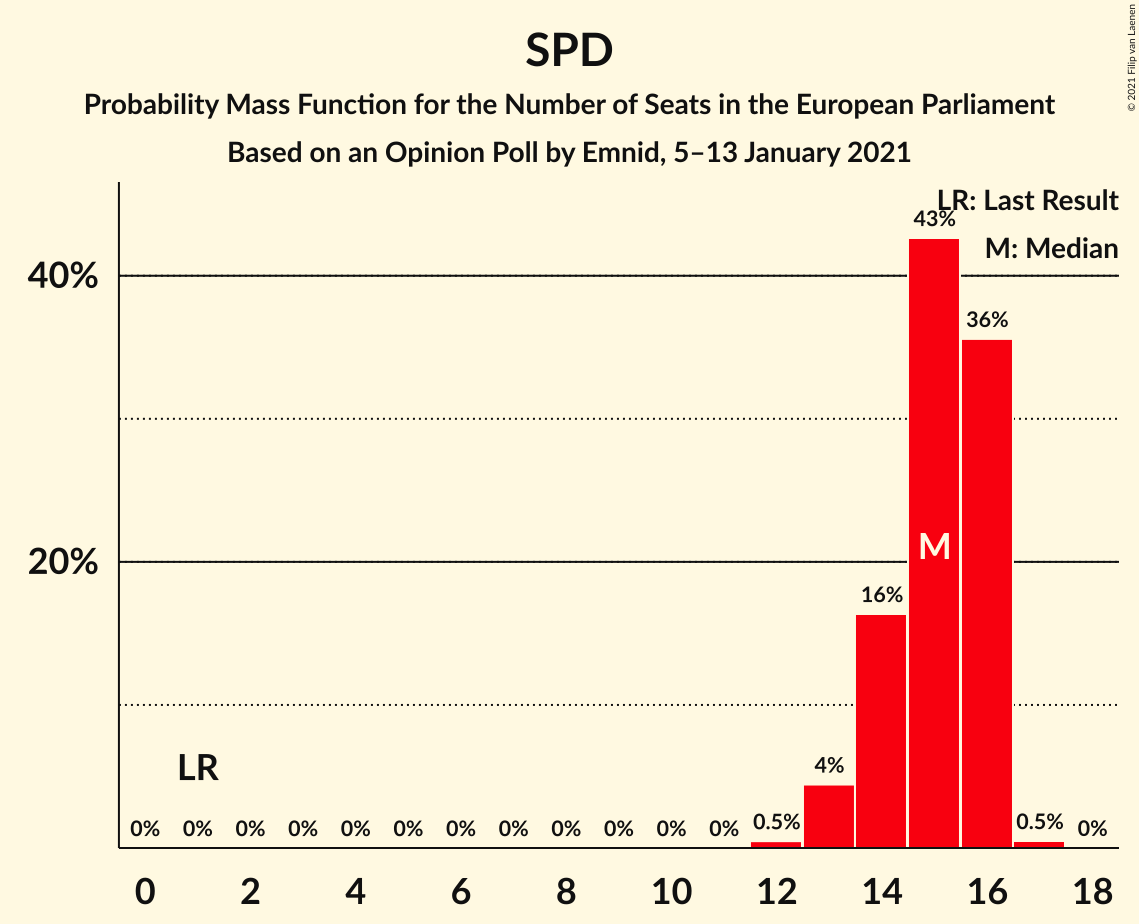 SPD
Probability Mass Function for the Number of Seats in the European Parliament
Based on an Opinion Poll by Emnid, 5–13 January 2021
© 2021 Filip van Laenen
LR: Last Result
M: Median
43%
40%
36%
M
20%
16%
LR
4%
0% 0% 0% 0% 0% 0% 0% 0% 0% 0% 0% 0% 0.5% 0.5% 0%
0 2 4 6 8 10 12 14 16 18